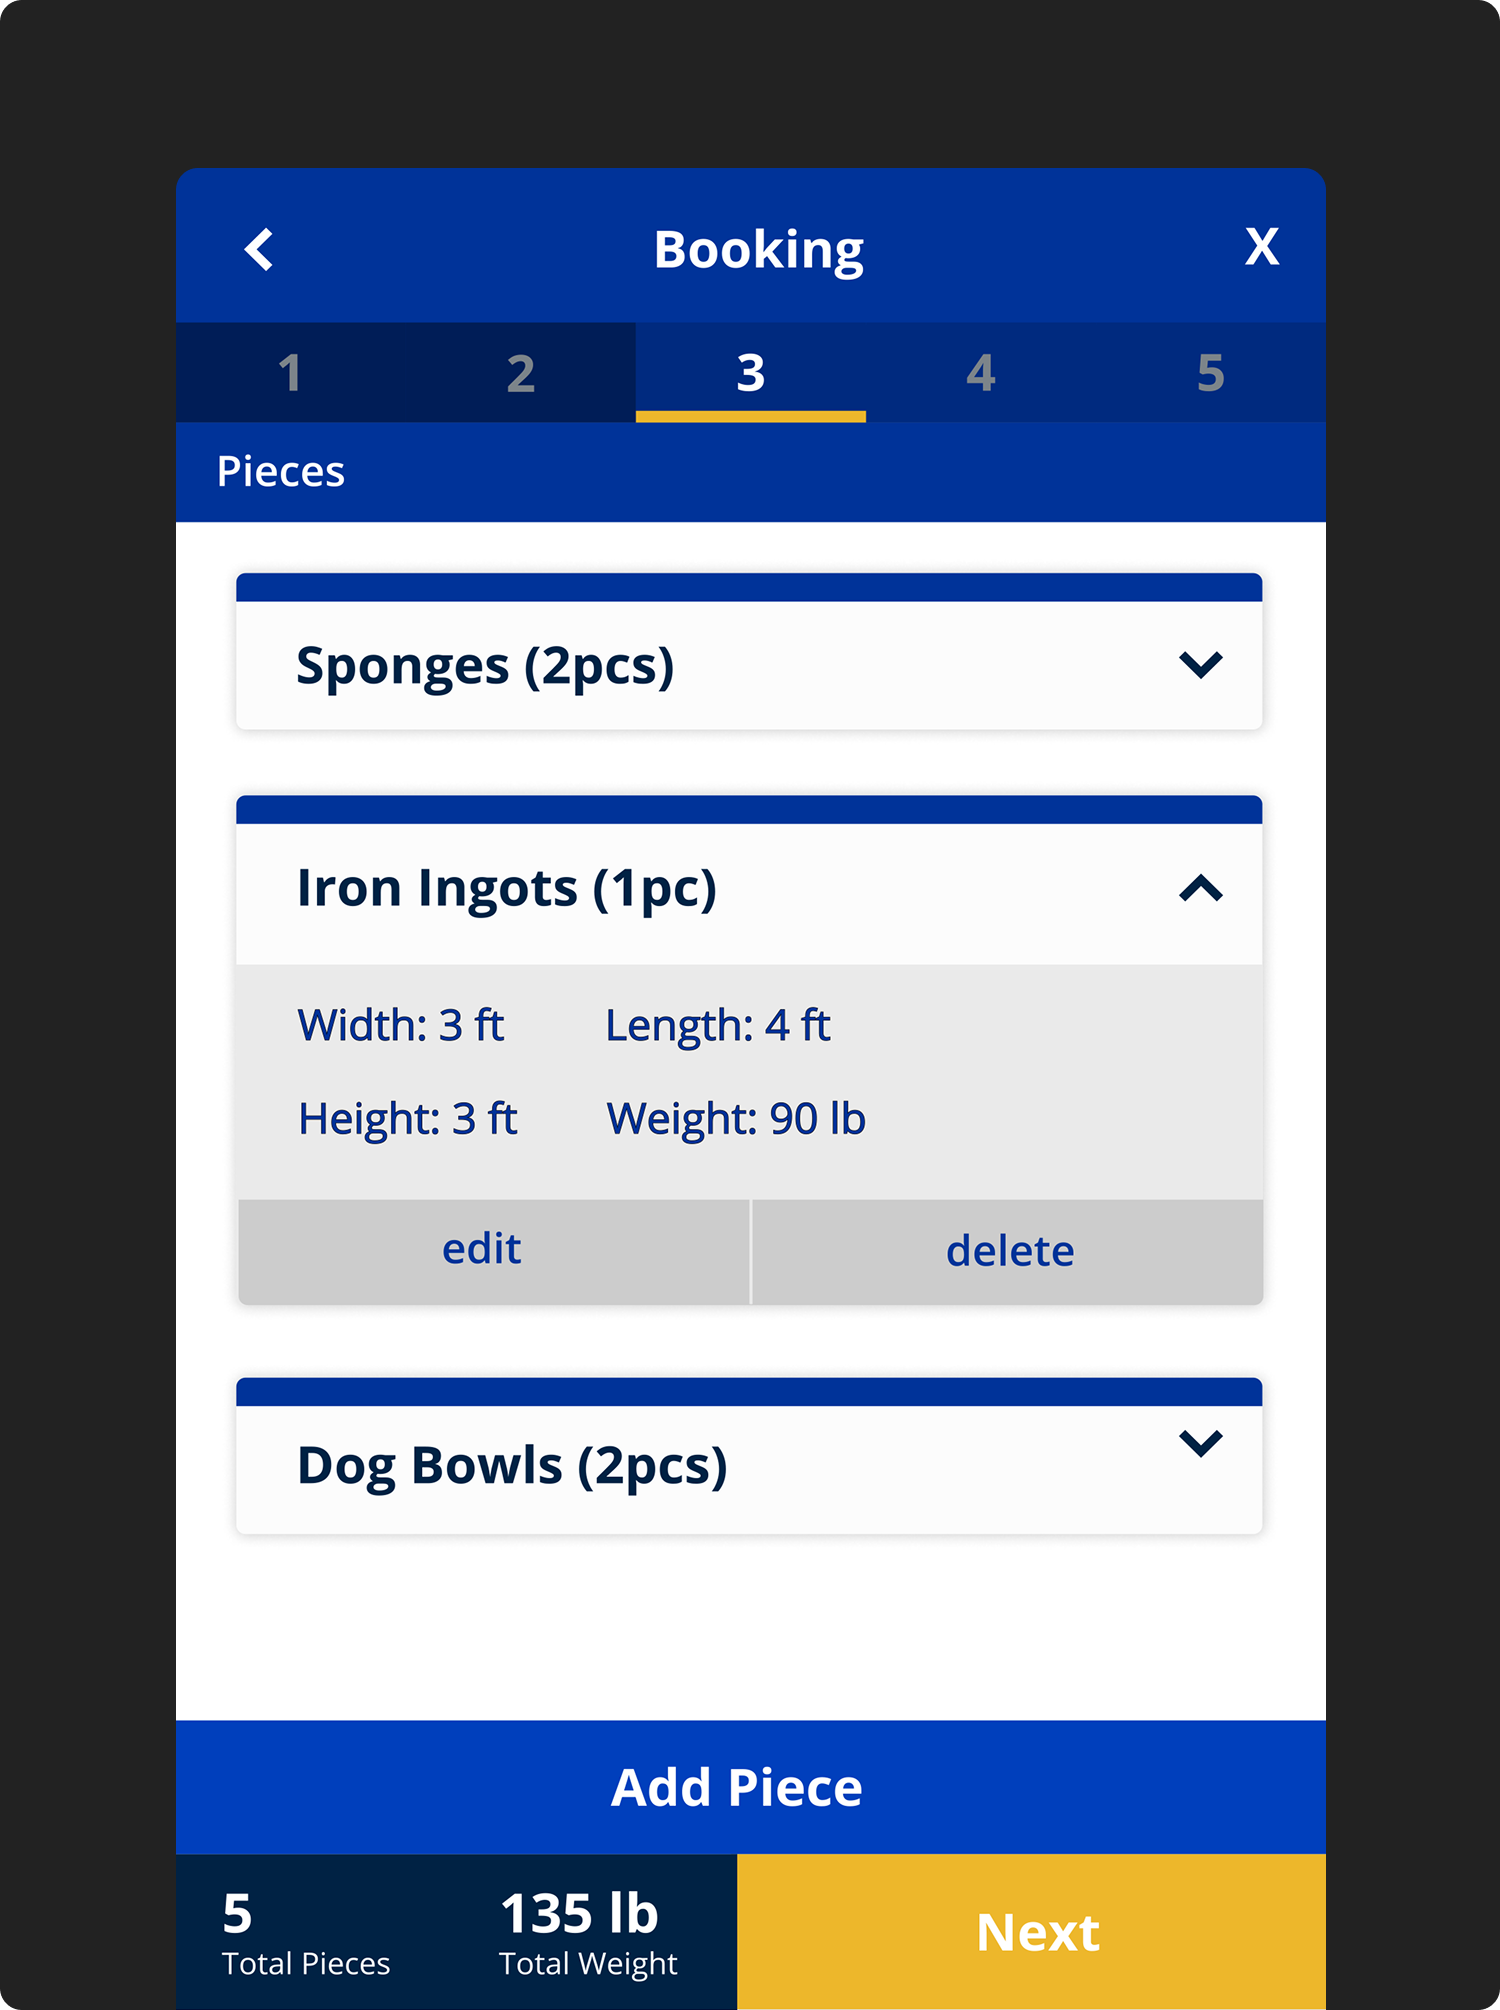 Booking X
1 2 3 4 5
Pieces
Sponges (2pcs)
Iron Ingots (1pc)
Width: 3 ft Length: 4 ft
Height: 3 ft Weight: 90 lb
edit delete
Dog Bowls (2pcs)
Add Piece
5 135 lb
Total Pieces Total Weight
Next